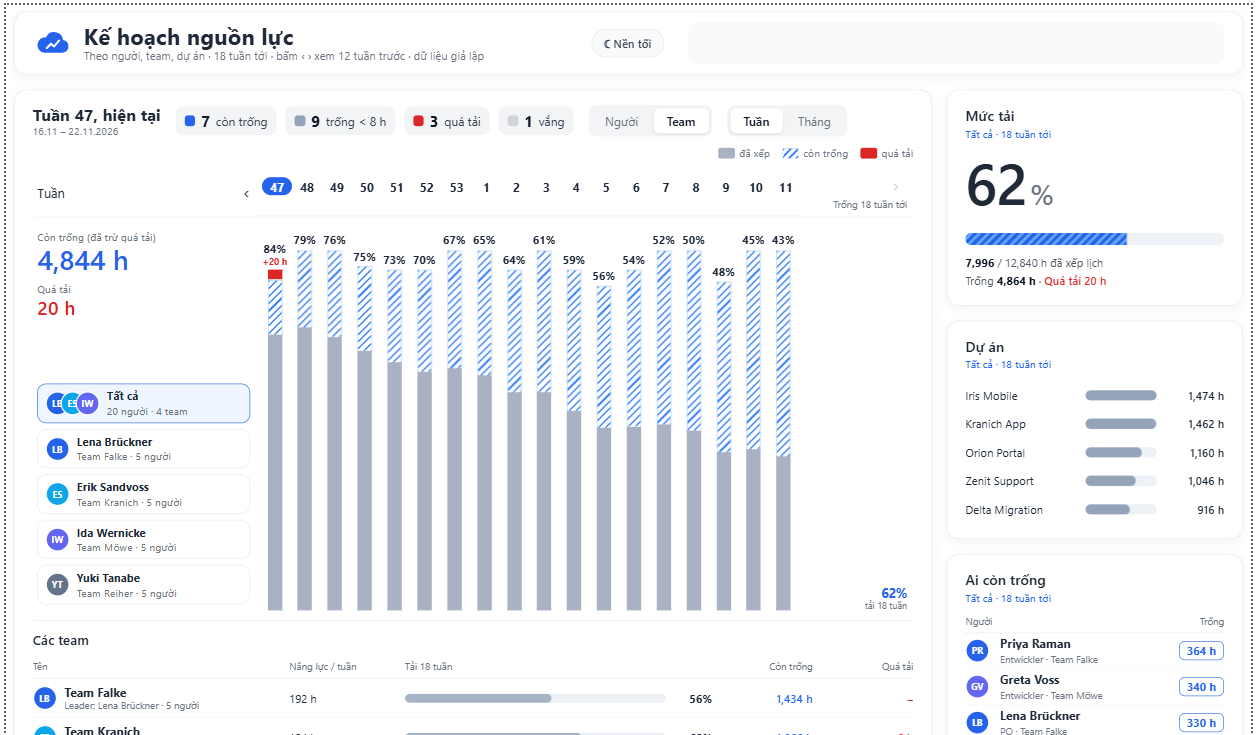 Kế hoạch nguồn lực
Theo người, team, dự án · 18 tuần tới · bấm ‹ › xem 12 tuần trước · dữ liệu giả lập
☾ Nền tối
Tuần 47, hiện tại
16.11 – 22.11.2026
7 còn trống
9 trống < 8 h
3 quá tải
1 vắng
Người Team
Tuần Tháng
đã xếp còn trống quá tải
Tuần
‹ 47 48 49 50 51 52 53 1 2 3 4 5 6 7 8 9 10 11 ›
Trống 18 tuần tới
Còn trống (đã trừ quá tải)
4,844 h
Quá tải
20 h
84% 79% 76% 75% 73% 70% 67% 65% 64% 61% 59% 56% 54% 52% 50% 48% 45% 43%
+20 h
LB ES IW
Tất cả
20 người · 4 team
LB
Lena Brückner
Team Falke · 5 người
ES
Erik Sandvoss
Team Kranich · 5 người
IW
Ida Wernicke
Team Möwe · 5 người
YT
Yuki Tanabe
Team Reiher · 5 người
62%
tải 18 tuần
Các team
Tên Năng lực / tuần Tải 18 tuần Còn trống Quá tải
LB Team Falke 192 h 56% 1,434 h –
Leader: Lena Brückner · 5 người
Team Kranich
Mức tải
Tất cả · 18 tuần tới
62 %
7,996 / 12,840 h đã xếp lịch
Trống 4,864 h · Quá tải 20 h
Dự án
Tất cả · 18 tuần tới
Iris Mobile 1,474 h
Kranich App 1,462 h
Orion Portal 1,160 h
Zenit Support 1,046 h
Delta Migration 916 h
Ai còn trống
Tất cả · 18 tuần tới
Người Trống
PR Priya Raman 364 h
Entwickler · Team Falke
GV Greta Voss 340 h
Entwickler · Team Möwe
LB Lena Brückner 330 h
PO · Team Falke